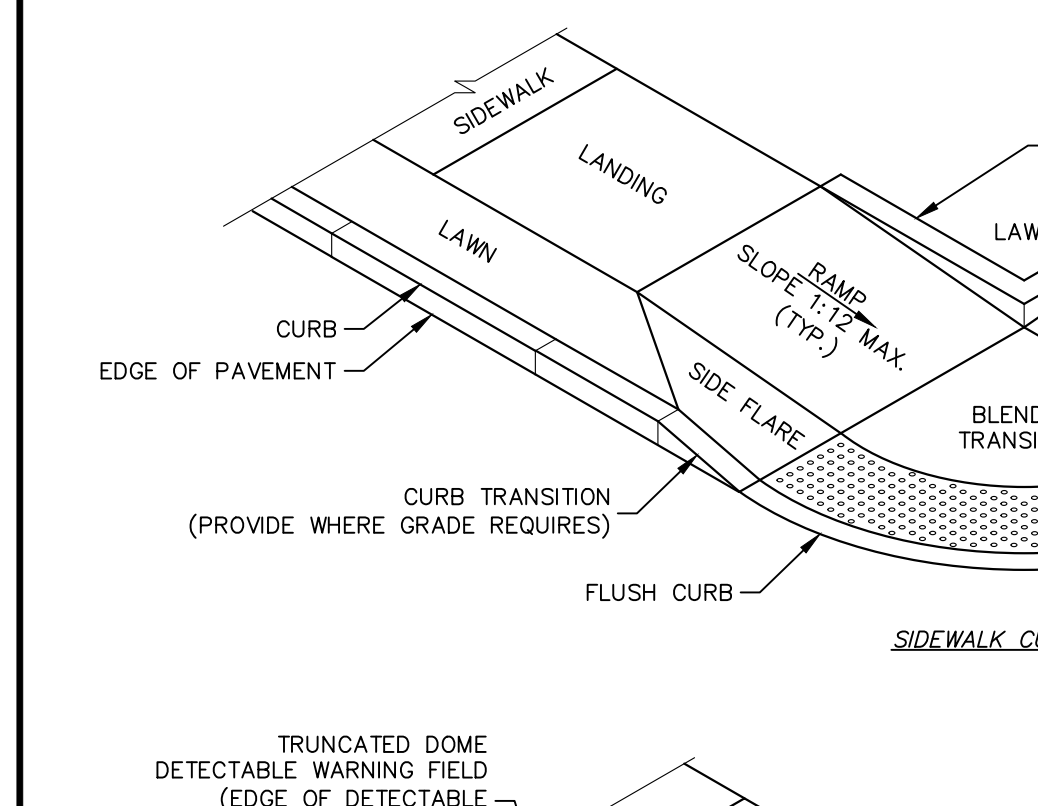 SIDEWALK
LANDING
LAWN
RAMP
SLOPE 1:12 MAX.
(TYP.)
CURB
EDGE OF PAVEMENT
SIDE FLARE
CURB TRANSITION
(PROVIDE WHERE GRADE REQUIRES)
FLUSH CURB
TRUNCATED DOME
DETECTABLE WARNING FIELD
(EDGE OF DETECTABLE
SIDEWALK